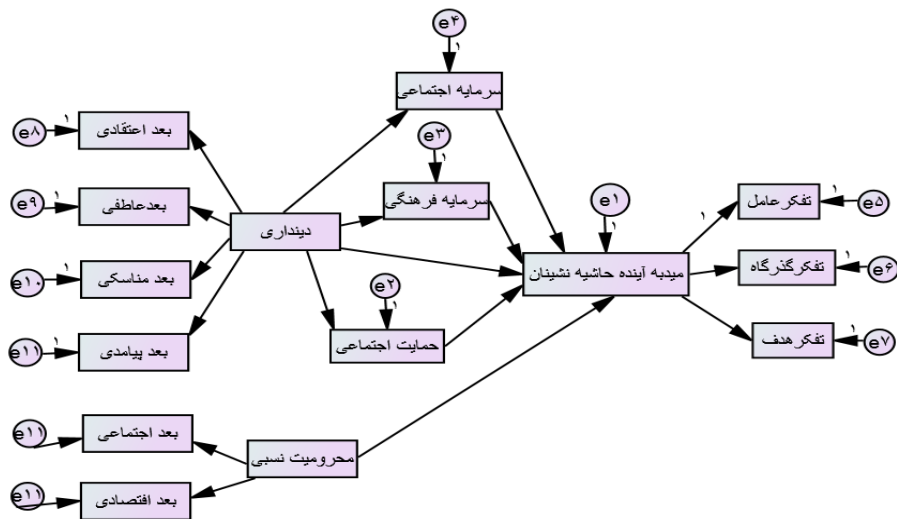 e۴
۱
سرمایه اجتماعی
e۸
۱
بعد اعتقادی
e۳
۱
سرمایه فرهنگی
e۹
۱
بعدعاطفی
دینداری
e۱
۱
تفکرعامل
۱
۱
e۵
e۱۰
۱
بعد مناسکی
میدبه آینده حاشیه نشینان
تفکرگذرگاه
۱
e۶
e۲
۱
حمایت اجتماعی
e۱۱
۱
بعد پیامدی
تفکرهدف
۱
e۷
e۱۱
بعد اجتماعی
محرومیت نسبی
e۱۱
بعد اقتصادی